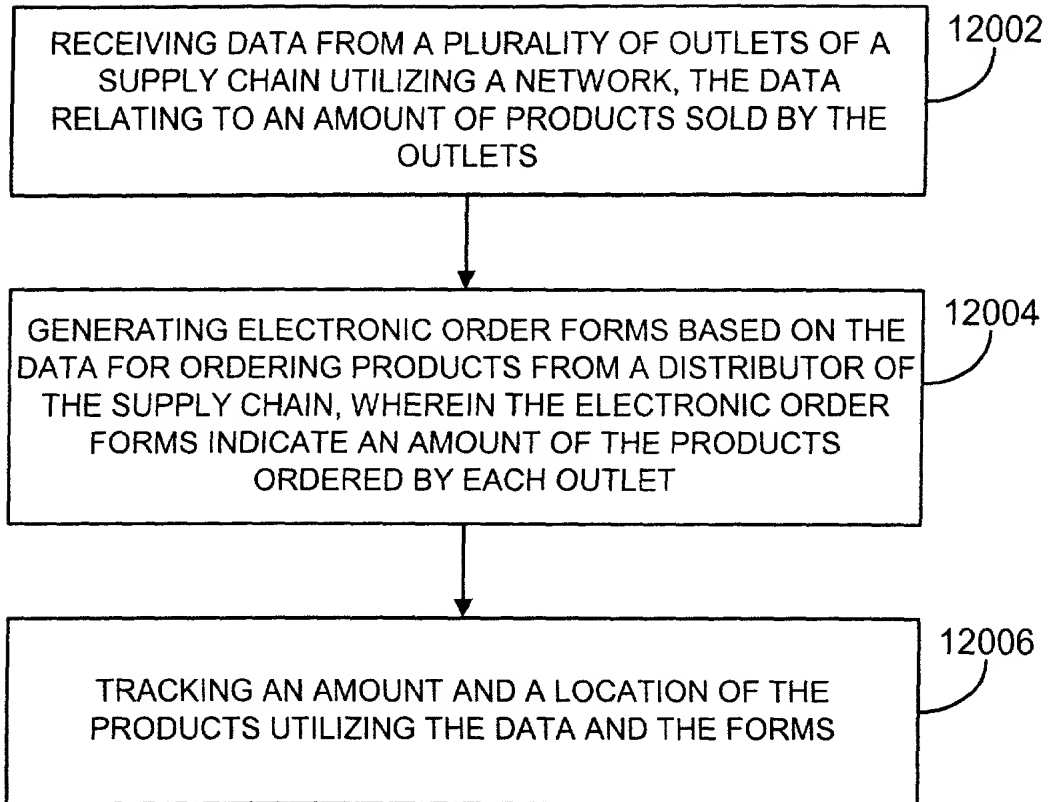 RECEIVING DATA FROM A PLURALITY OF OUTLETS OF A
SUPPLY CHAIN UTILIZING A NETWORK, THE DATA
RELATING TO AN AMOUNT OF PRODUCTS SOLD BY THE
OUTLETS
12002
GENERATING ELECTRONIC ORDER FORMS BASED ON THE
DATA FOR ORDERING PRODUCTS FROM A DISTRIBUTOR OF
THE SUPPLY CHAIN, WHEREIN THE ELECTRONIC ORDER
FORMS INDICATE AN AMOUNT OF THE PRODUCTS
ORDERED BY EACH OUTLET
12004
TRACKING AN AMOUNT AND A LOCATION OF THE
PRODUCTS UTILIZING THE DATA AND THE FORMS
12006